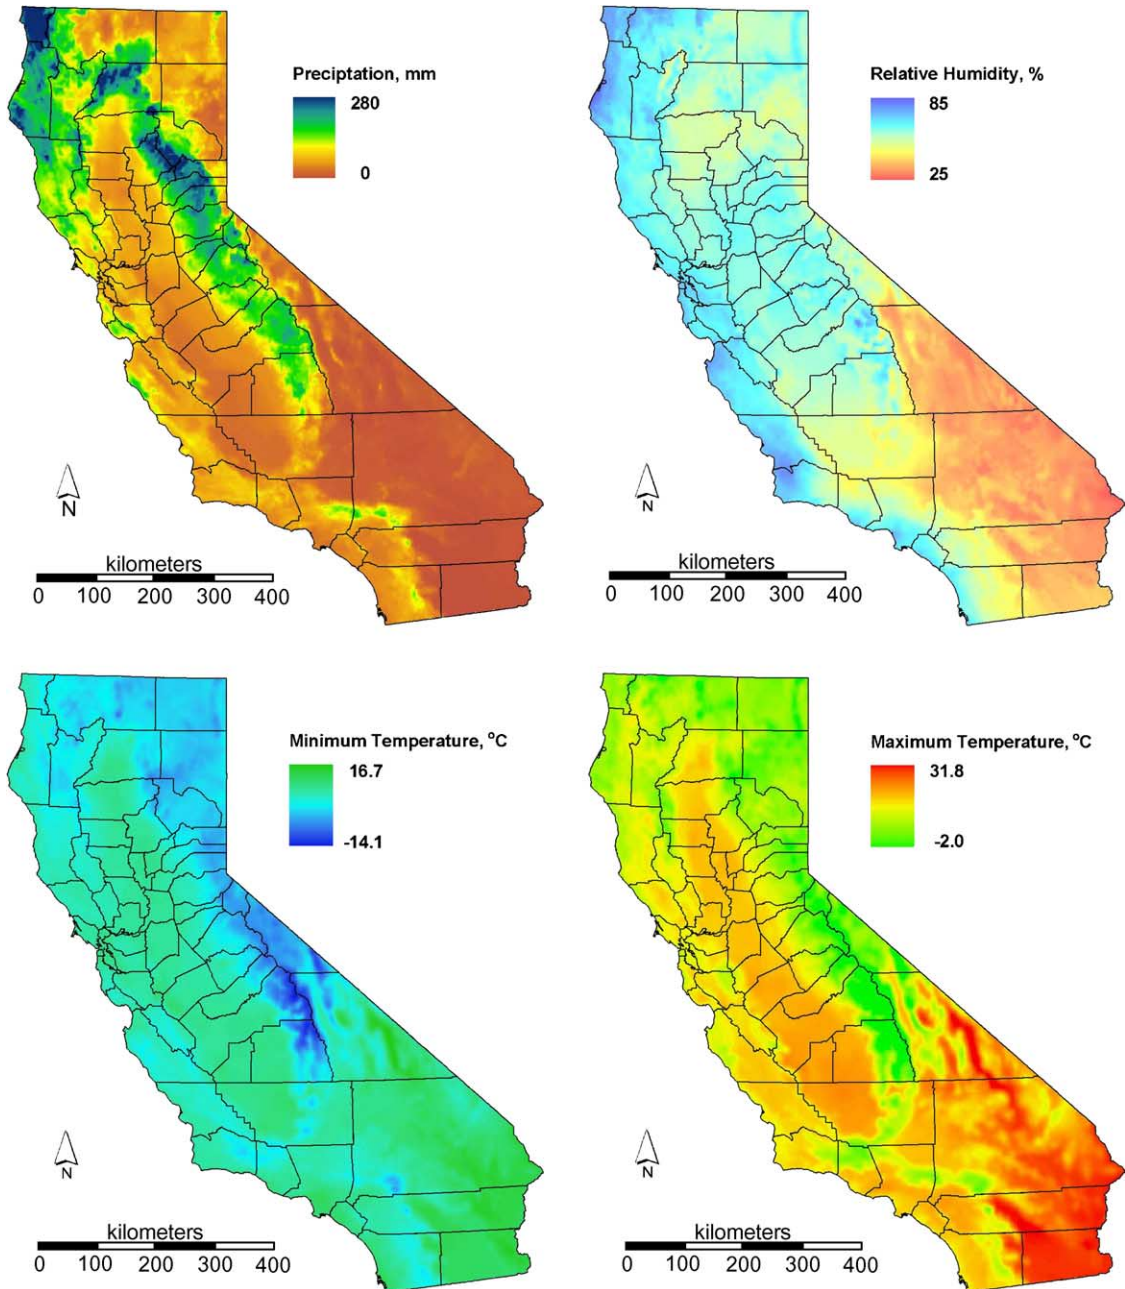 Preciptation, mm
280
0
N
kilometers
0 100 200 300 400
Relative Humidity, %
85
25
N
kilometers
0 100 200 300 400
Minimum Temperature, °C
16.7
-14.1
N
kilometers
0 100 200 300 400
Maximum Temperature, °C
31.8
-2.0
N
kilometers
0 100 200 300 400